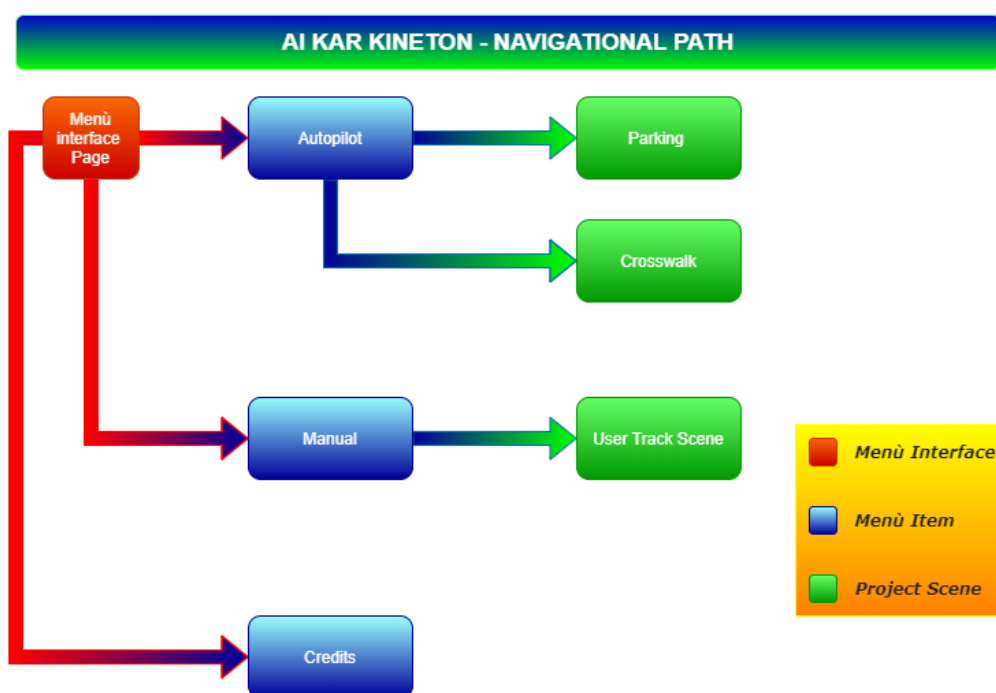 AI KAR KINETON - NAVIGATIONAL PATH
Menù
interface
Page
Autopilot
Parking
Crosswalk
Manual
User Track Scene
Menù Interface
Menù Item
Project Scene
Credits